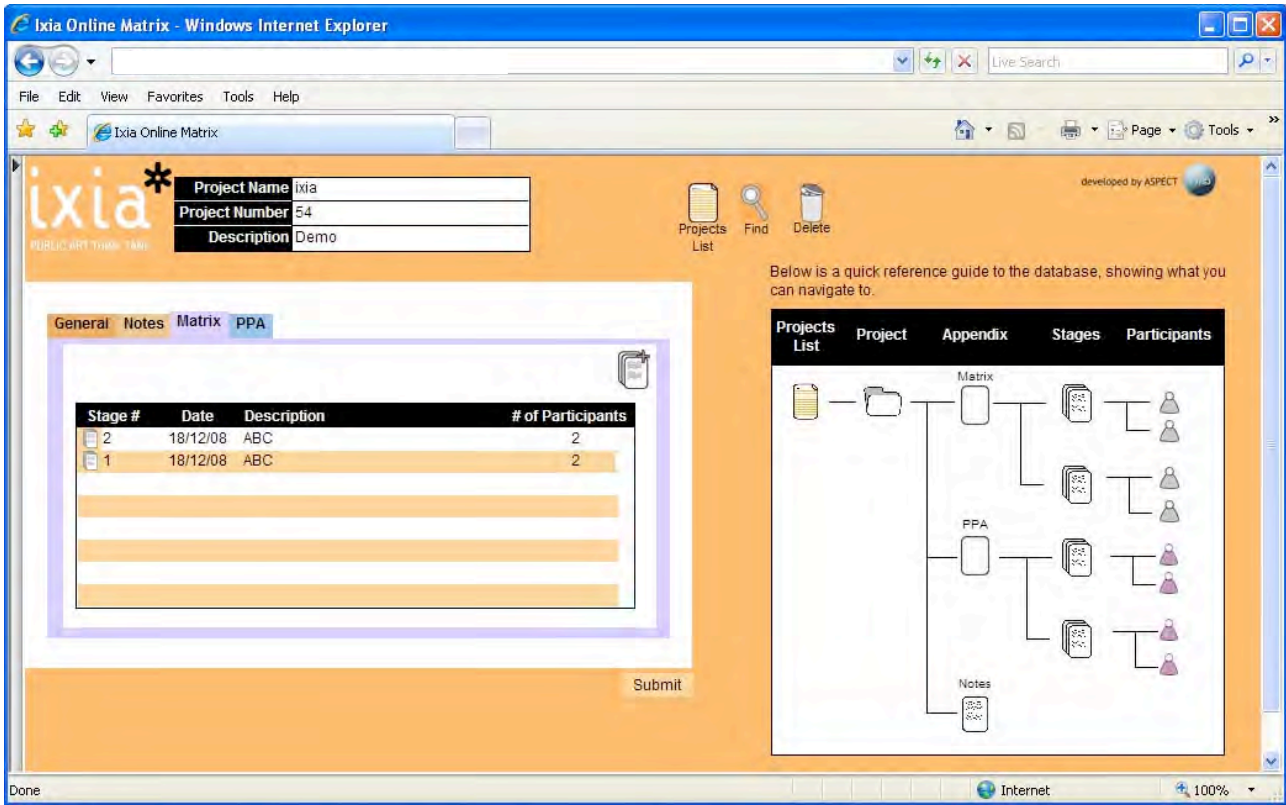 Ixia Online Matrix - Windows Internet Explorer
Live Search
File Edit View Favorites Tools Help
Ixia Online Matrix
Page Tools
ixia*
PUBLIC ART THINK TANK
Project Name ixia
Project Number 54
Description Demo
Projects List
Find
Delete
developed by ASPECT
Below is a quick reference guide to the database, showing what you
can navigate to.
General Notes Matrix PPA
Stage # Date Description # of Participants
2 18/12/08 ABC 2
1 18/12/08 ABC 2
Submit
Projects List Project Appendix Stages Participants
Matrix
PPA
Notes
Done
Internet
100%